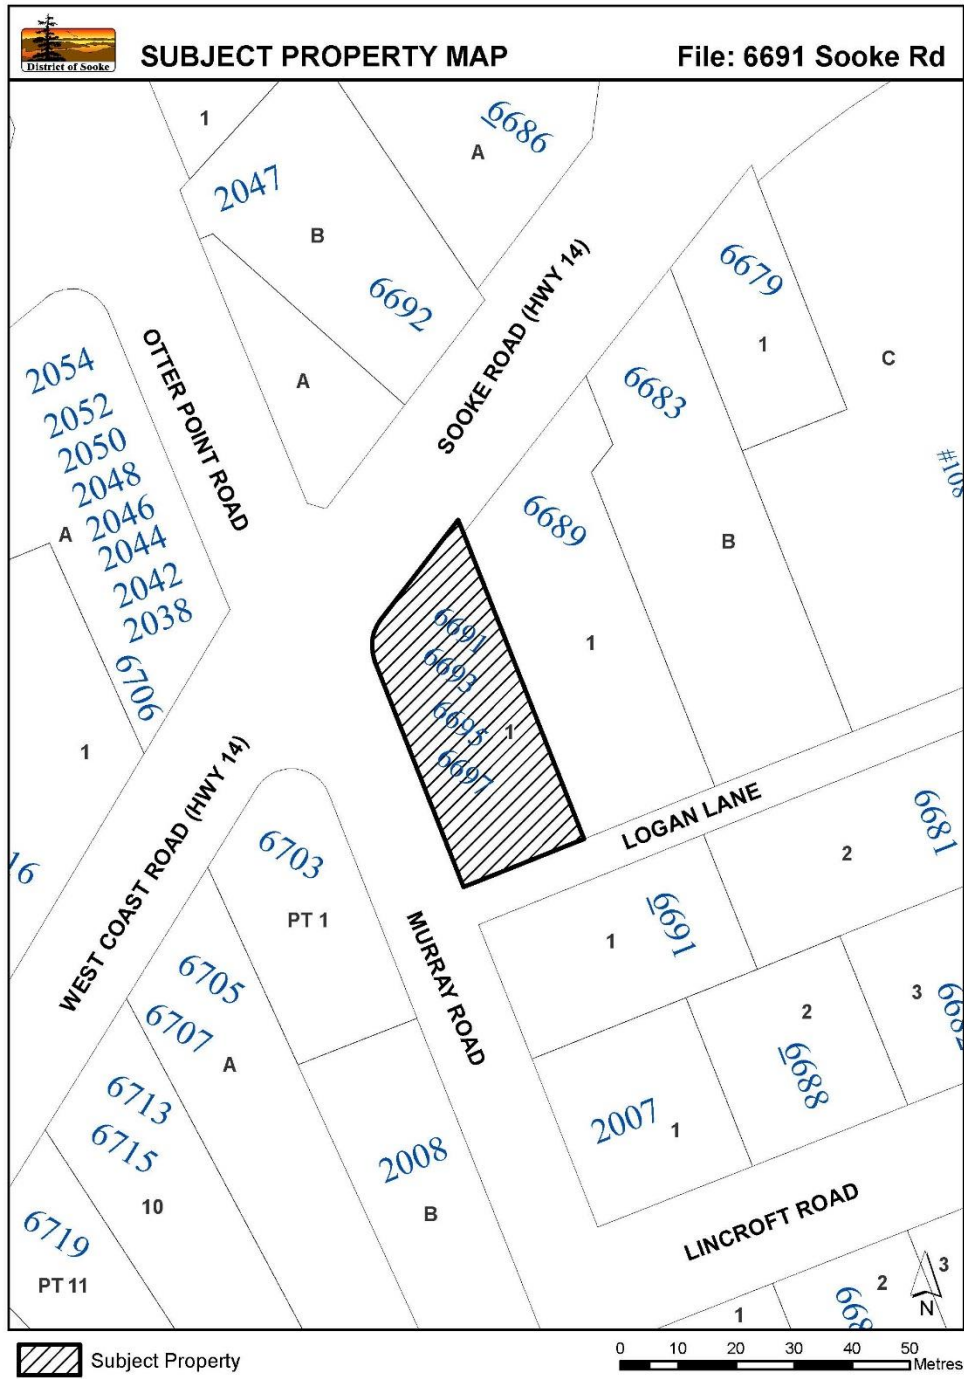 District of Sooke
SUBJECT PROPERTY MAP
File: 6691 Sooke Rd
1
6686
A
2047
B
6692
A
SOOKE ROAD (HWY 14)
6679
1
C
#108
OTTER POINT ROAD
2054
2052
2050
2048
2046
2044
2042
2038
A
6706
1
6683
B
6689
1
6691
6693
6695
6697
1
16
WEST COAST ROAD (HWY 14)
6703
PT 1
LOGAN LANE
6681
2
6691
1
MURRAY ROAD
6705
6707
A
6713
6715
10
6719
PT 11
2008
B
2007
1
6688
2
3
LINCROFT ROAD
1
2
3
N
Subject Property
0 10 20 30 40 50
Metres